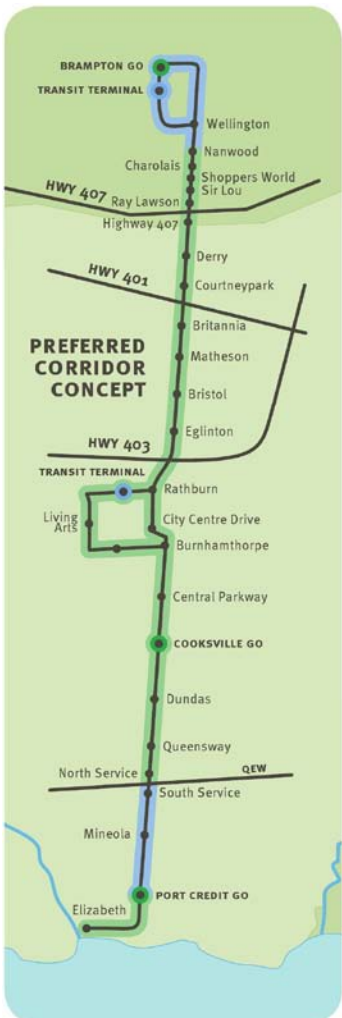 BRAMPTON GO
TRANSIT TERMINAL
Wellington
Nanwood
Charolais
Shoppers World
Sir Lou
HWY 407
Ray Lawson
Highway 407
Derry
HWY 401
Courtneypark
Britannia
PREFERRED
CORRIDOR
CONCEPT
Matheson
Bristol
Eglinton
HWY 403
TRANSIT TERMINAL
Rathburn
Living
Arts
City Centre Drive
Burnhamthorpe
Central Parkway
COOKSVILLE GO
Dundas
Queensway
North Service
QEW
South Service
Mineola
PORT CREDIT GO
Elizabeth